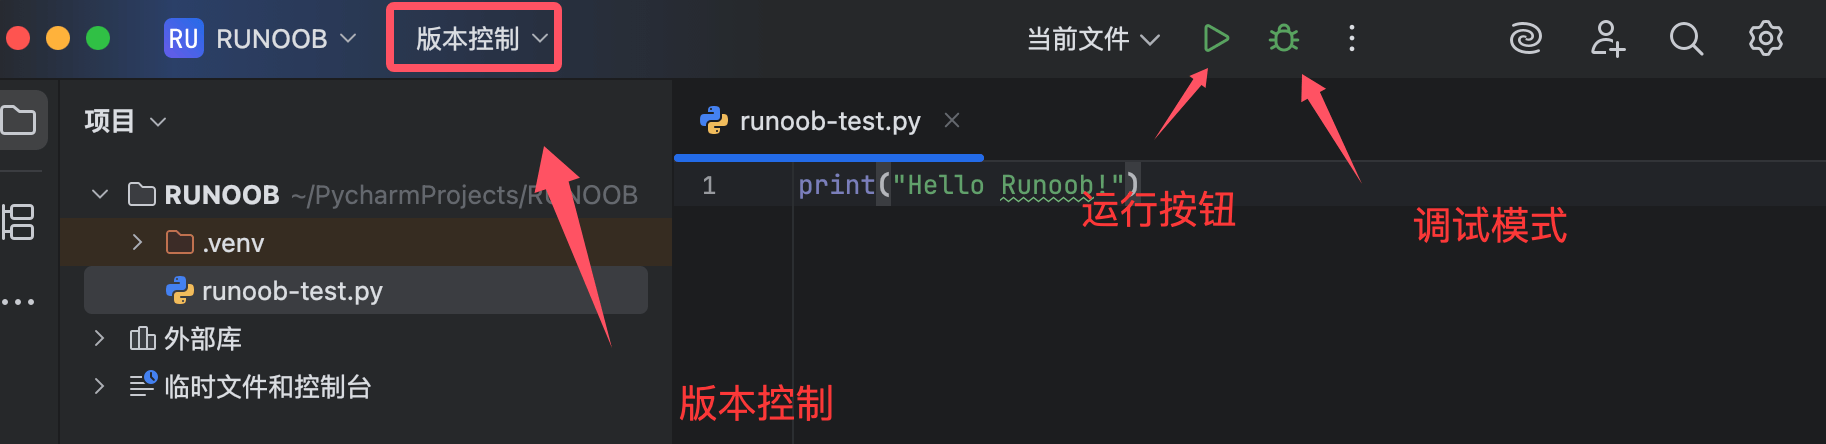 RU RUNOOB 版本控制 当前文件
项目
runoob-test.py
RUNOOB ~/PycharmProjects/RUNOOB
1 print("Hello Runoob!")
运行按钮
调试模式
.venv
runoob-test.py
外部库
临时文件和控制台
版本控制